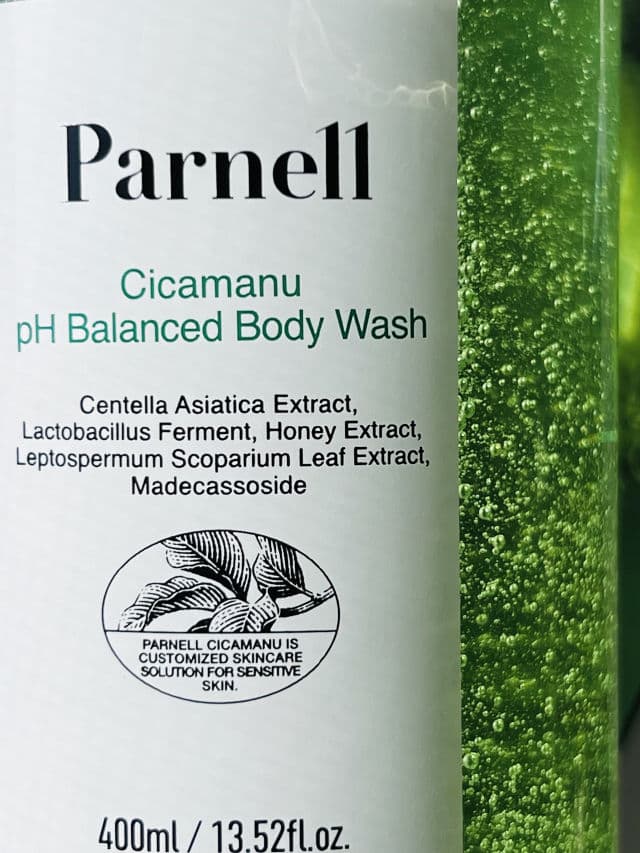 Parnell
Cicamanu
pH Balanced Body Wash
Centella Asiatica Extract,
Lactobacillus Ferment, Honey Extract,
Leptospermum Scoparium Leaf Extract,
Madecassoside
PARNELL CICAMANU IS
CUSTOMIZED SKINCARE
SOLUTION FOR SENSITIVE
SKIN.
400ml / 13.52fl.oz.